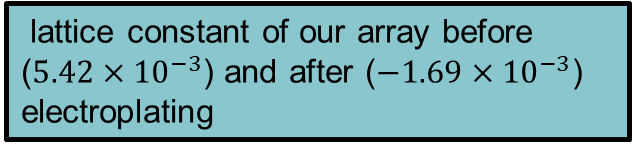 lattice constant of our array before
(5.42 × 10⁻³) and after (−1.69 × 10⁻³)
electroplating